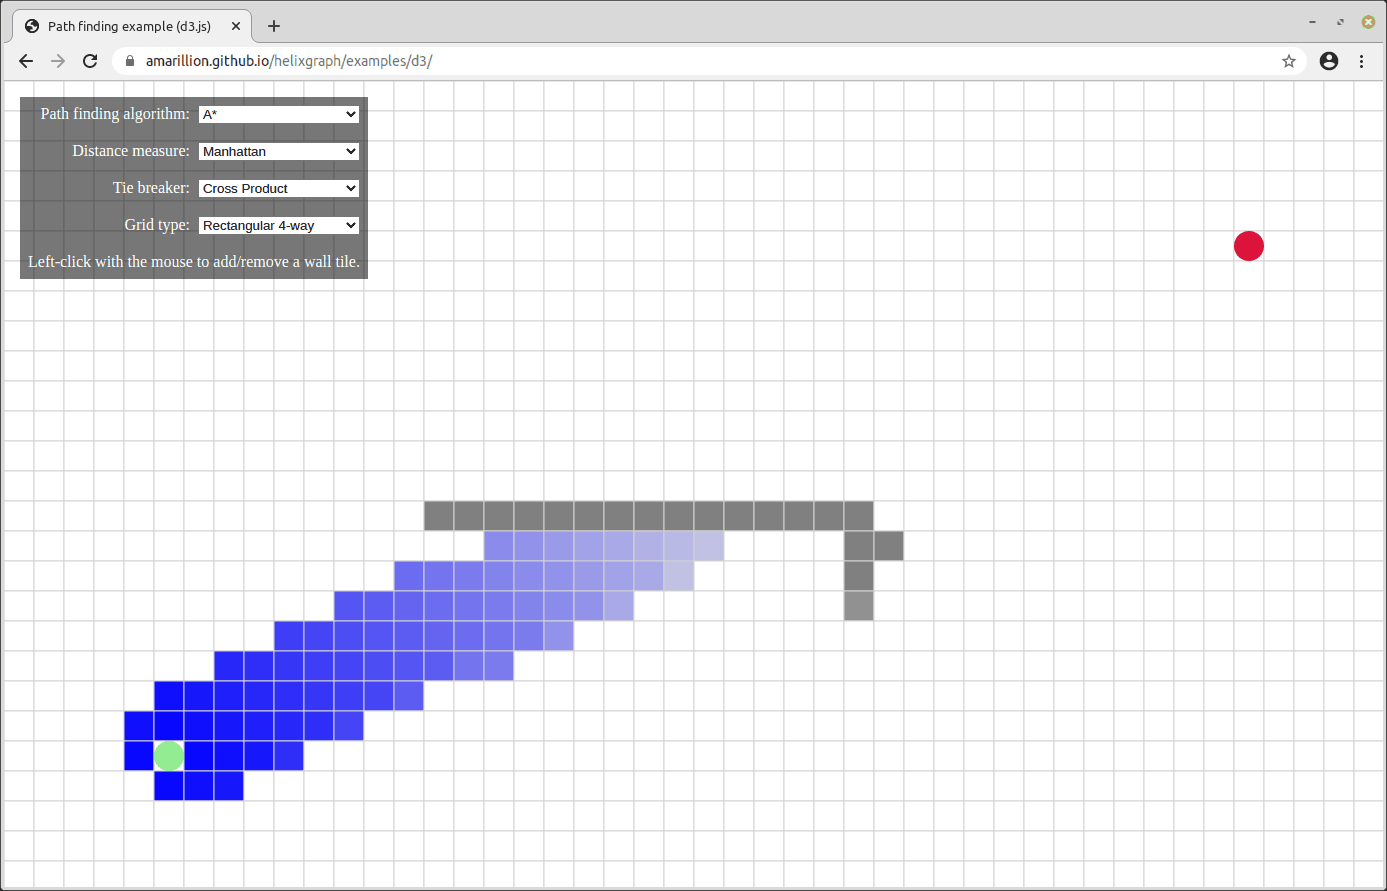 Path finding example (d3.js)
amarillion.github.io/helixgraph/examples/d3/
Path finding algorithm: A*
Distance measure: Manhattan
Tie breaker: Cross Product
Grid type: Rectangular 4-way
Left-click with the mouse to add/remove a wall tile.